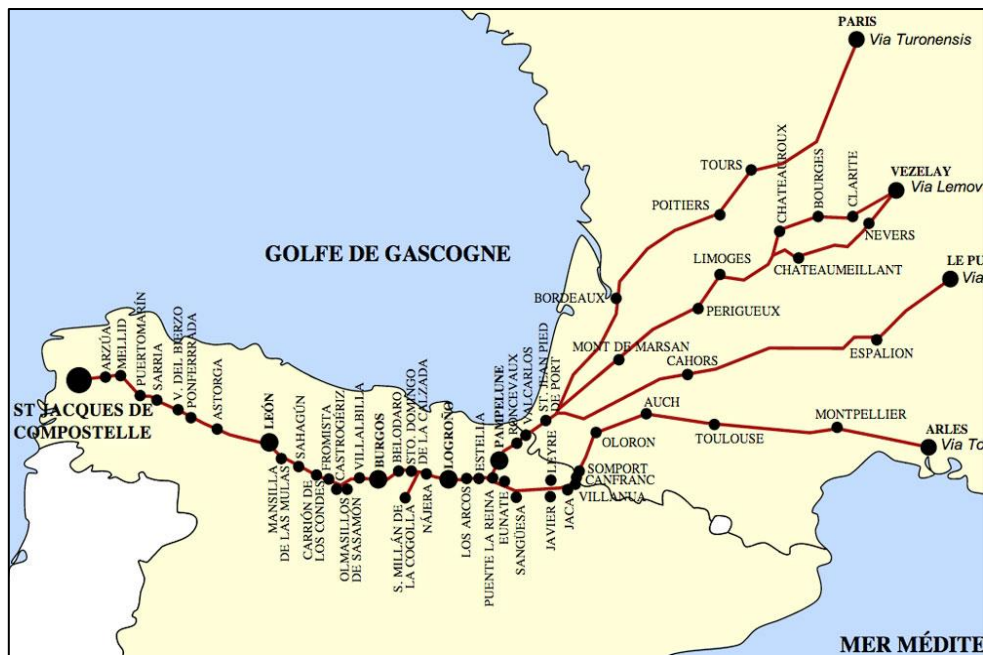 PARIS
Via Turonensis
TOURS
CHATEAUROUX
BOURGES
CLARITE
VEZELAY
Via Lemov
POITIERS
NEVERS
GOLFE DE GASCOGNE
LIMOGES
CHATEAUMEILLANT
LE PU
Via
BORDEAUX
PERIGUEUX
MONT DE MARSAN
CAHORS
ESPALION
ARZÚA
MELLID
PUERTOMARÍN
SARRIA
V. DEL BIERZO
PONFERRADA
ASTORGA
ST JACQUES DE
COMPOSTELLE
LEÓN
SAHAGÚN
FROMISTA
CASTROGÉRIZ
VILLALBILLA
BURGOS
BELODARO
STO. DOMINGO
DE LA CALZADA
LOGROÑO
ESTELLA
PAMPELUNE
RONCEVAUX
VALCARLOS
ST. JEAN PIED
DE PORT
AUCH
MONTPELLIER
OLORON
TOULOUSE
ARLES
Via To
LEYRE
SOMPORT
CANFRANC
VILLANUA
MANSILLA
DE LAS MULAS
CARRIÓN DE
LOS CONDES
OLMASILLOS
DE SASAMÓN
S. MILLÁN DE
LA COGOLLA
NÁJERA
LOS ARCOS
PUENTE LA REINA
EUNATE
SANGÜESA
JAVIER
JACA
MER MÉDITE